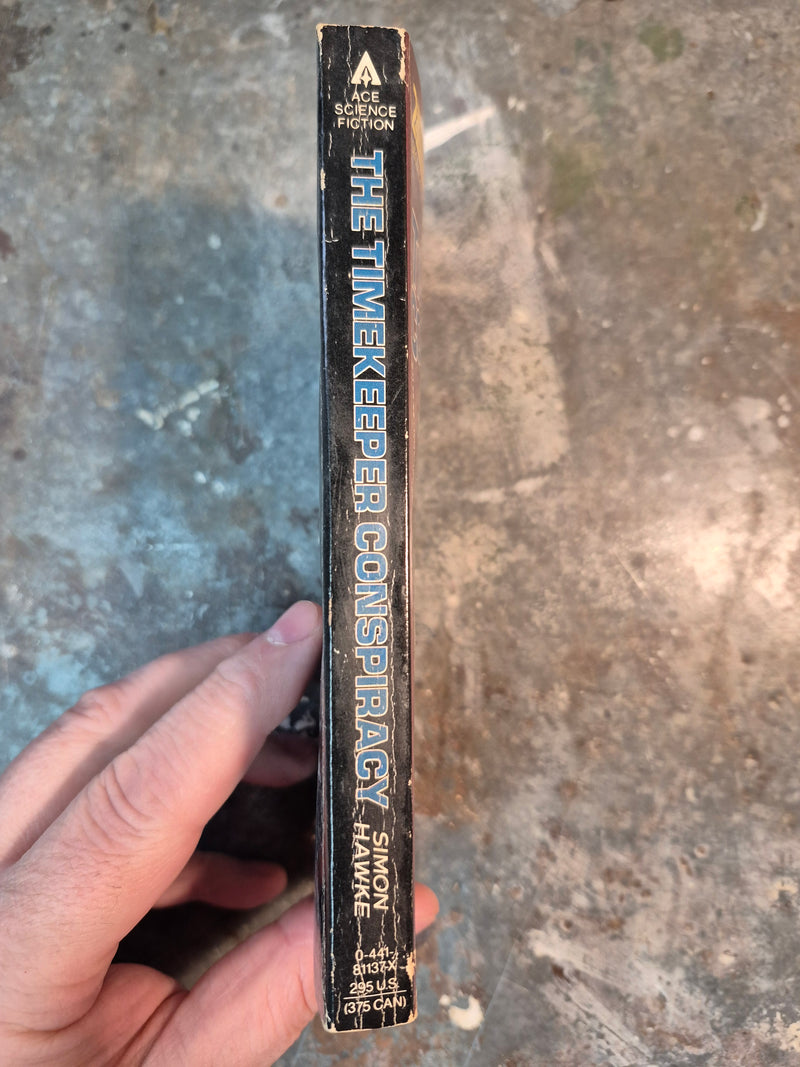 ACE
SCIENCE
FICTION
THE TIMEKEEPER CONSPIRACY
SIMON
HAWKE
0-441-
81137-X
295 U.S.
(375 CAN)